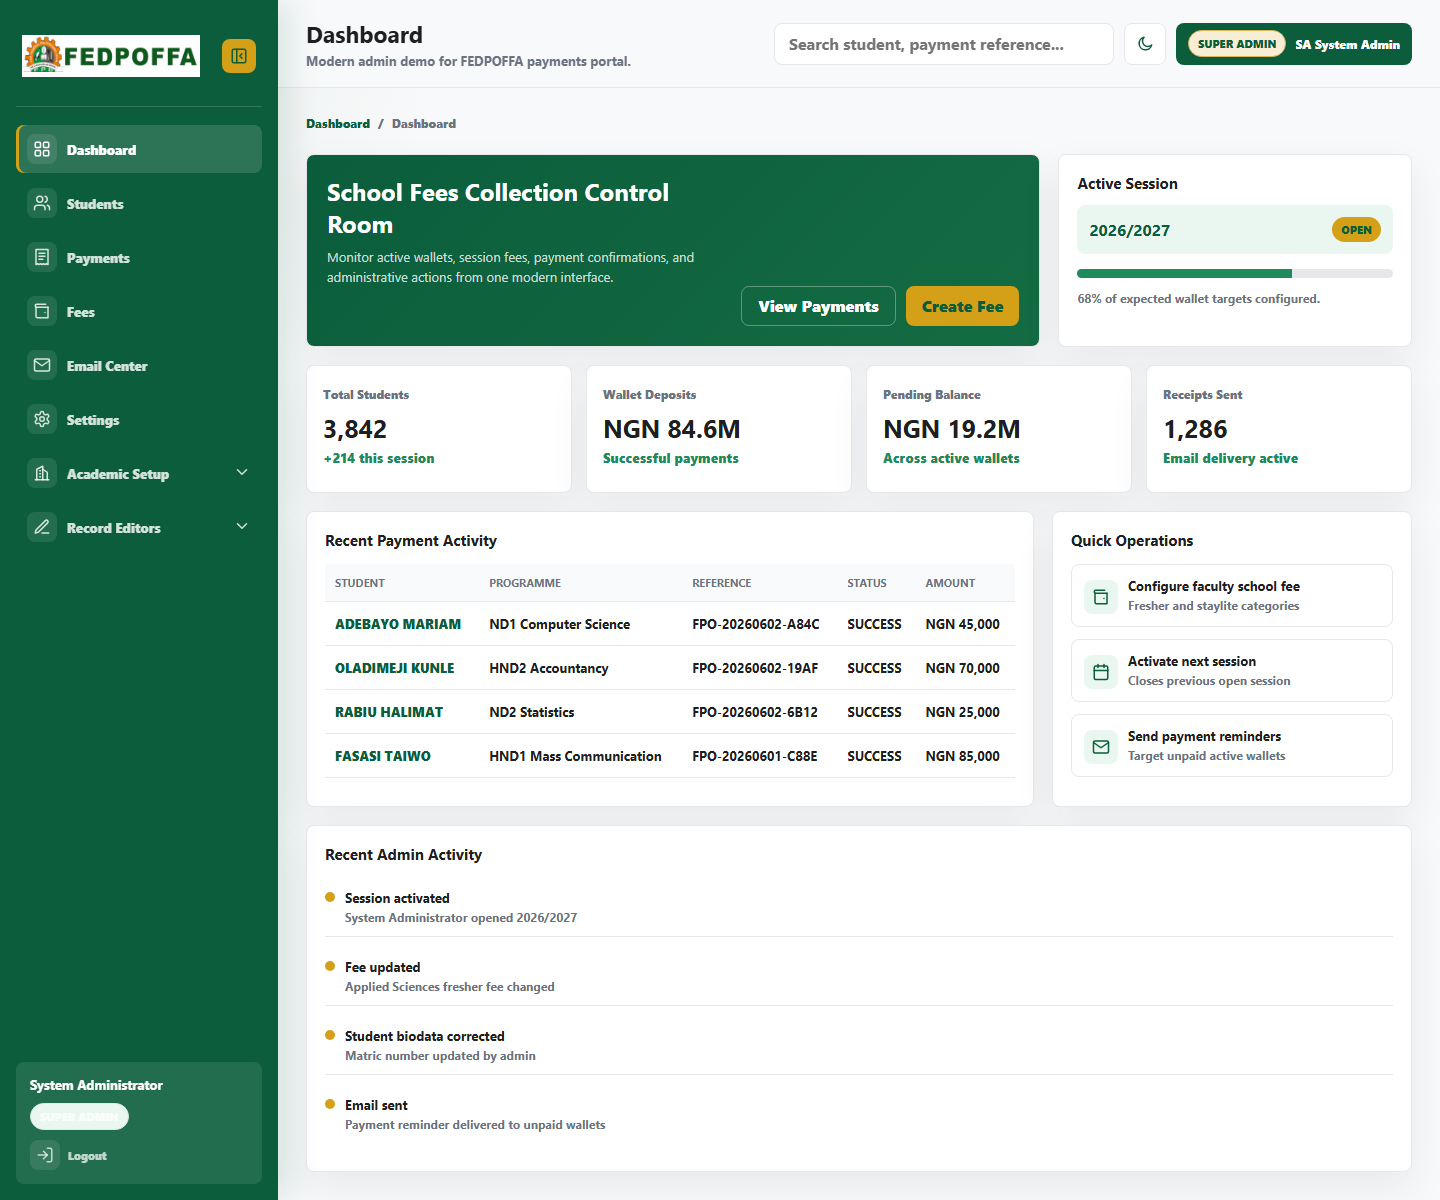 FEDPOFFA
Dashboard
Students
Payments
Fees
Email Center
Settings
Academic Setup
Record Editors
System Administrator
SUPER ADMIN
Logout
Dashboard
Modern admin demo for FEDPOFFA payments portal.
Search student, payment reference...
SUPER ADMIN SA System Admin
Dashboard / Dashboard
School Fees Collection Control
Room
Monitor active wallets, session fees, payment confirmations, and
administrative actions from one modern interface.
View Payments Create Fee
Active Session
2026/2027 OPEN
68% of expected wallet targets configured.
Total Students
3,842
+214 this session
Wallet Deposits
NGN 84.6M
Successful payments
Pending Balance
NGN 19.2M
Across active wallets
Receipts Sent
1,286
Email delivery active
Recent Payment Activity
STUDENT PROGRAMME REFERENCE STATUS AMOUNT
ADEBAYO MARIAM ND1 Computer Science FPO-20260602-A84C SUCCESS NGN 45,000
OLADIMEJI KUNLE HND2 Accountancy FPO-20260602-19AF SUCCESS NGN 70,000
RABIU HALIMAT ND2 Statistics FPO-20260602-6B12 SUCCESS NGN 25,000
FASASI TAIWO HND1 Mass Communication FPO-20260601-C88E SUCCESS NGN 85,000
Quick Operations
Configure faculty school fee
Fresher and staylite categories
Activate next session
Closes previous open session
Send payment reminders
Target unpaid active wallets
Recent Admin Activity
Session activated
System Administrator opened 2026/2027
Fee updated
Applied Sciences fresher fee changed
Student biodata corrected
Matric number updated by admin
Email sent
Payment reminder delivered to unpaid wallets